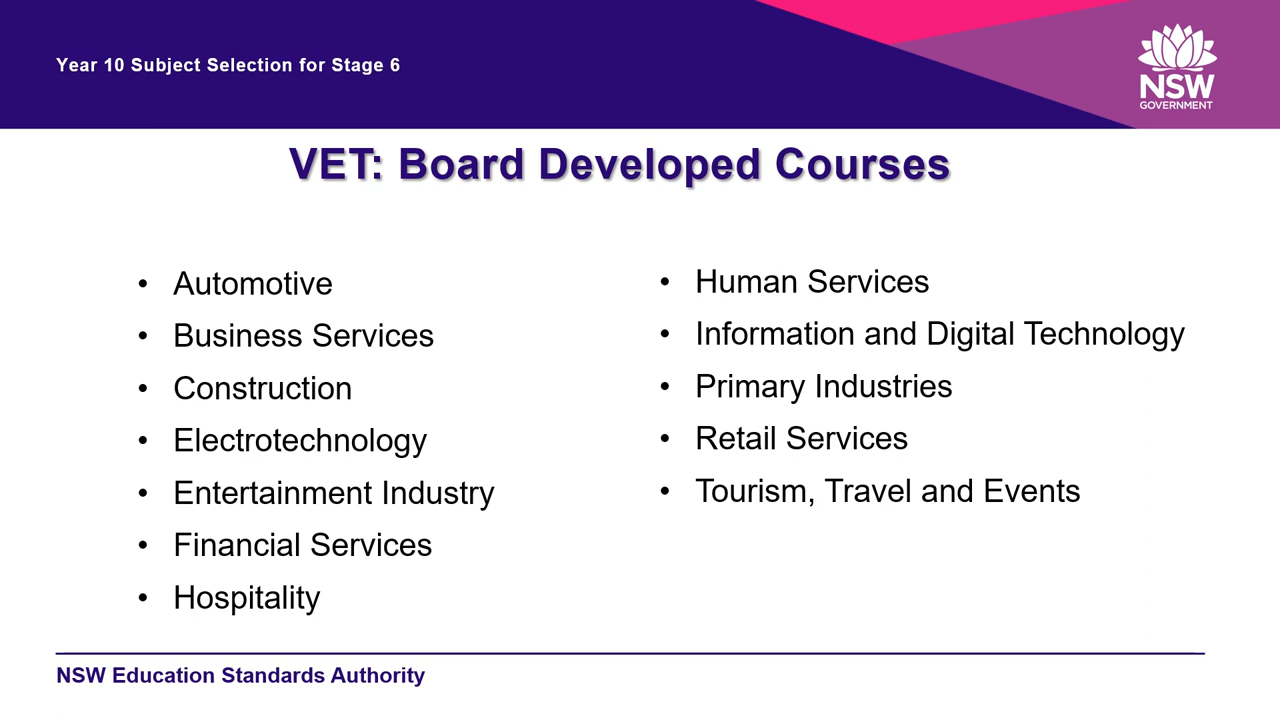 Year 10 Subject Selection for Stage 6
NSW
GOVERNMENT
VET: Board Developed Courses
• Automotive
• Business Services
• Construction
• Electrotechnology
• Entertainment Industry
• Financial Services
• Hospitality
• Human Services
• Information and Digital Technology
• Primary Industries
• Retail Services
• Tourism, Travel and Events
NSW Education Standards Authority